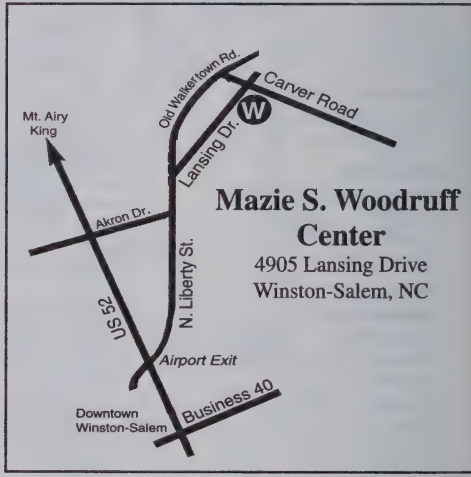 Old Walkertown Rd.
Carver Road
Mt. Airy
King
W
Lansing Dr.
Akron Dr.
Mazie S. Woodruff
Center
4905 Lansing Drive
Winston-Salem, NC
N. Liberty St.
US 52
Airport Exit
Business 40
Downtown
Winston-Salem